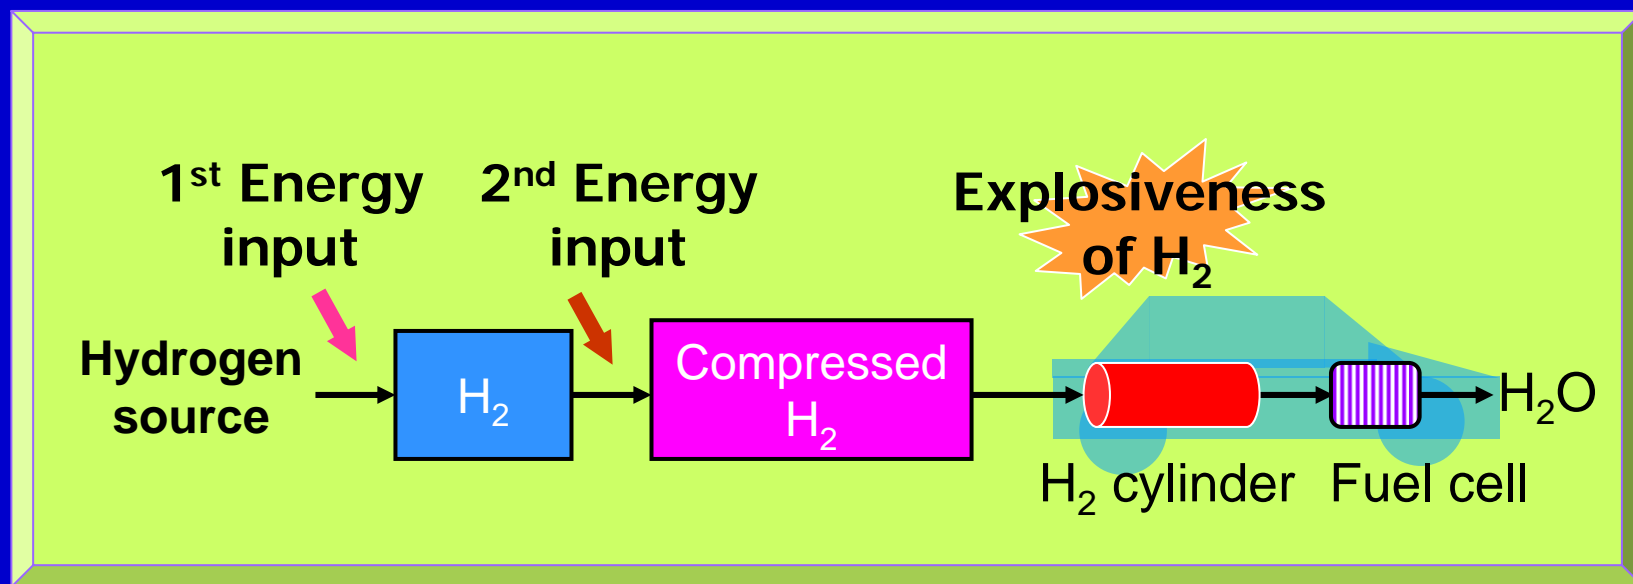 1st Energy
input
2nd Energy
input
Explosiveness
of H2
Hydrogen
source
H2
Compressed
H2
H2O
H2 cylinder
Fuel cell